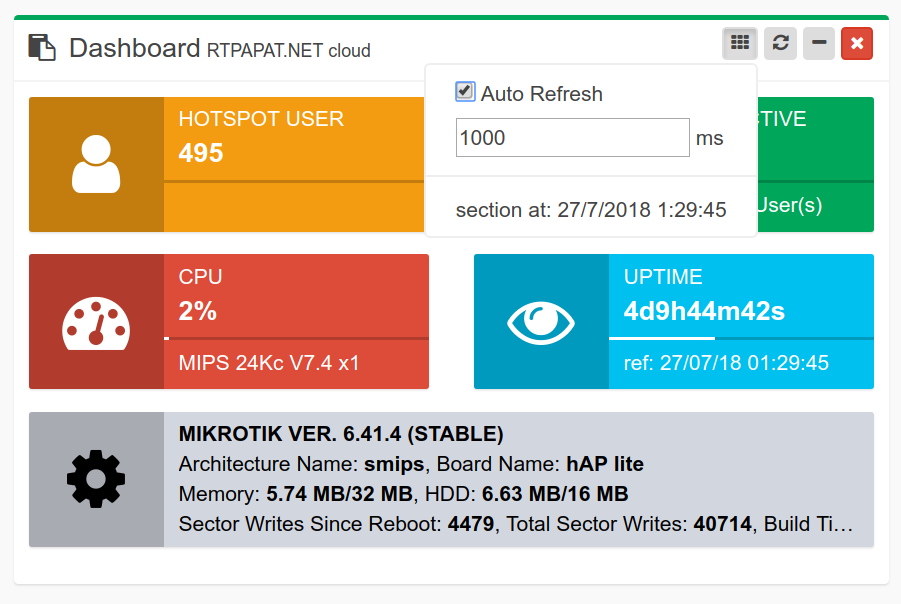 Dashboard RTPAPAT.NET cloud
Auto Refresh
1000 ms
section at: 27/7/2018 1:29:45
HOTSPOT USER
495
User(s)
CPU
2%
MIPS 24Kc V7.4 x1
UPTIME
4d9h44m42s
ref: 27/07/18 01:29:45
MIKROTIK VER. 6.41.4 (STABLE)
Architecture Name: smips, Board Name: hAP lite
Memory: 5.74 MB/32 MB, HDD: 6.63 MB/16 MB
Sector Writes Since Reboot: 4479, Total Sector Writes: 40714, Build Ti…